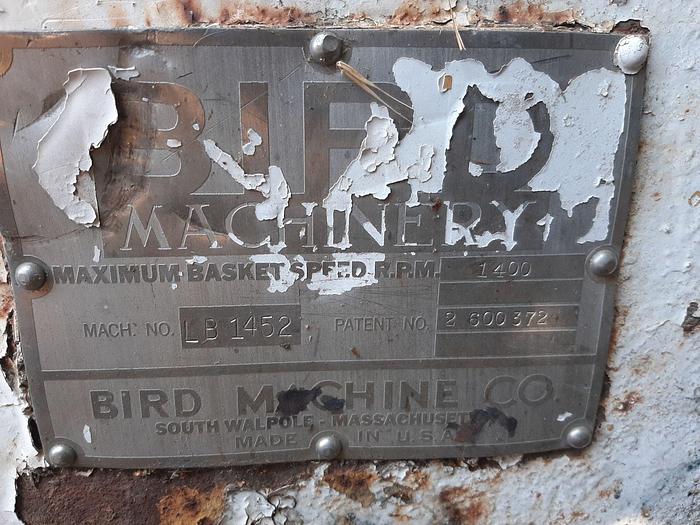 BIRD
MACHINERY
MAXIMUM BASKET SPEED R.P.M. 1400
MACH. NO. LB 1452 PATENT NO. 2 600 372
BIRD MACHINE CO.
SOUTH WALPOLE - MASSACHUSETTS
MADE IN U.S.A.